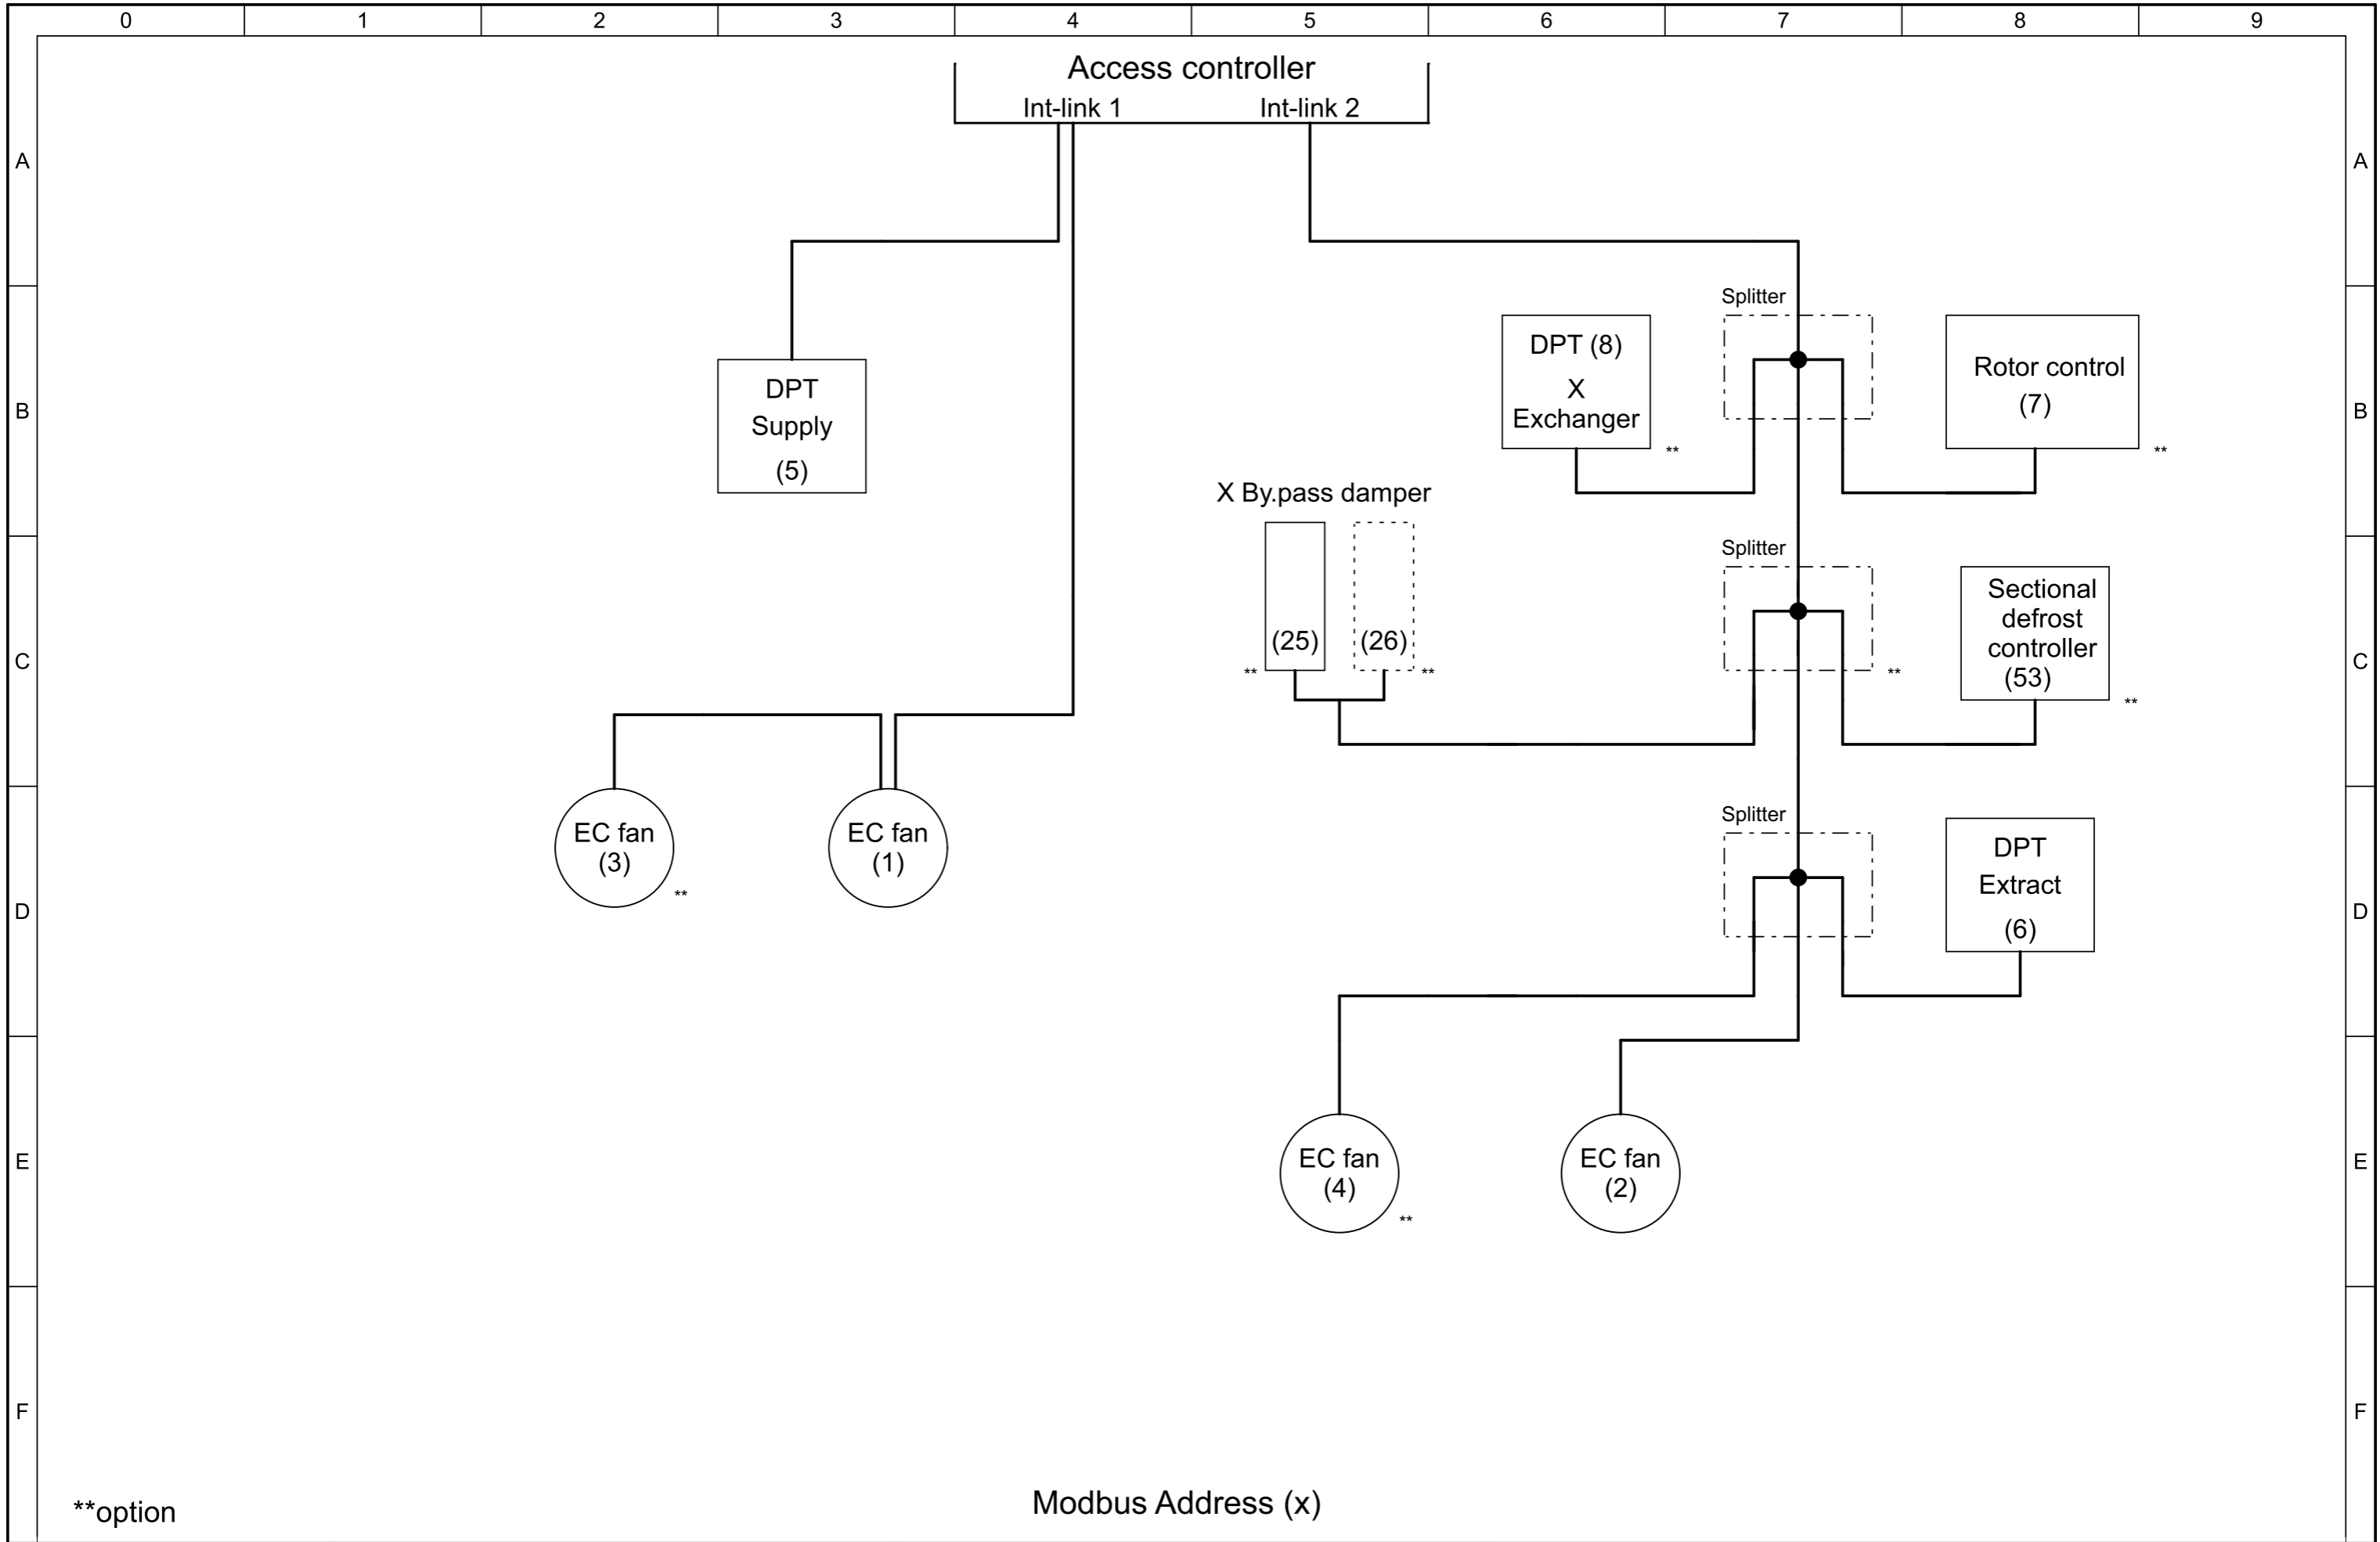 0 1 2 3 4 5 6 7 8 9
Access controller
Int-link 1 Int-link 2
A A
Splitter
DPT (8)
X
Exchanger
**
Rotor control
(7)
**
DPT
Supply
(5)
B B
X By.pass damper
(25) (26)
** **
Splitter
**
Sectional
defrost
controller
(53)
**
C C
EC fan
(3)
**
EC fan
(1)
Splitter
DPT
Extract
(6)
D D
EC fan
(4)
**
EC fan
(2)
E E
F F
**option
Modbus Address (x)